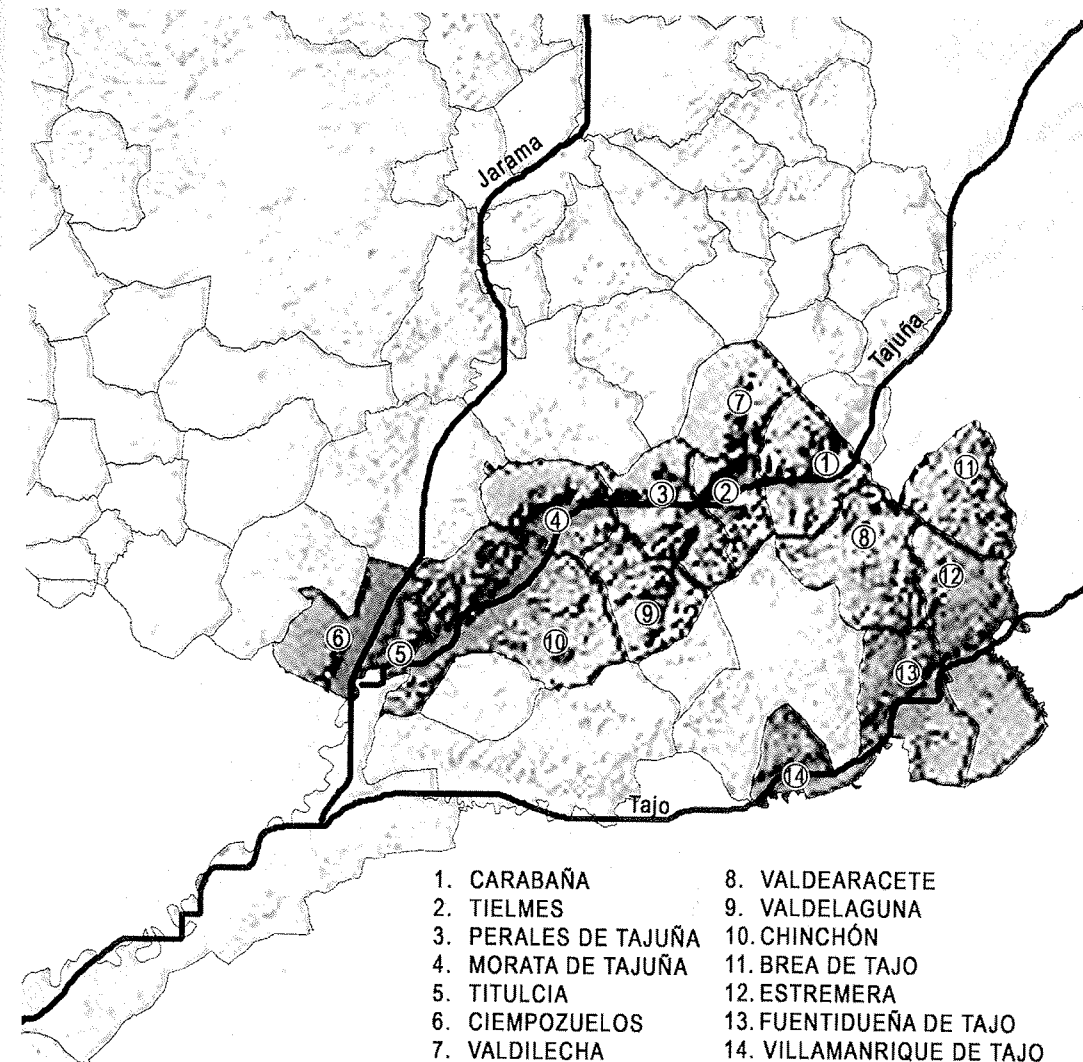 Jarama
Tajuña
⑦
①
⑪
③
②
④
⑧
⑫
⑨
⑥
⑤
⑩
⑬
⑭
Tajo
1. CARABAÑA
2. TIELMES
3. PERALES DE TAJUÑA
4. MORATA DE TAJUÑA
5. TITULCIA
6. CIEMPOZUELOS
7. VALDILECHA
8. VALDEARACETE
9. VALDELAGUNA
10. CHINCHÓN
11. BREA DE TAJO
12. ESTREMERA
13. FUENTIDUEÑA DE TAJO
14. VILLAMANRIQUE DE TAJO